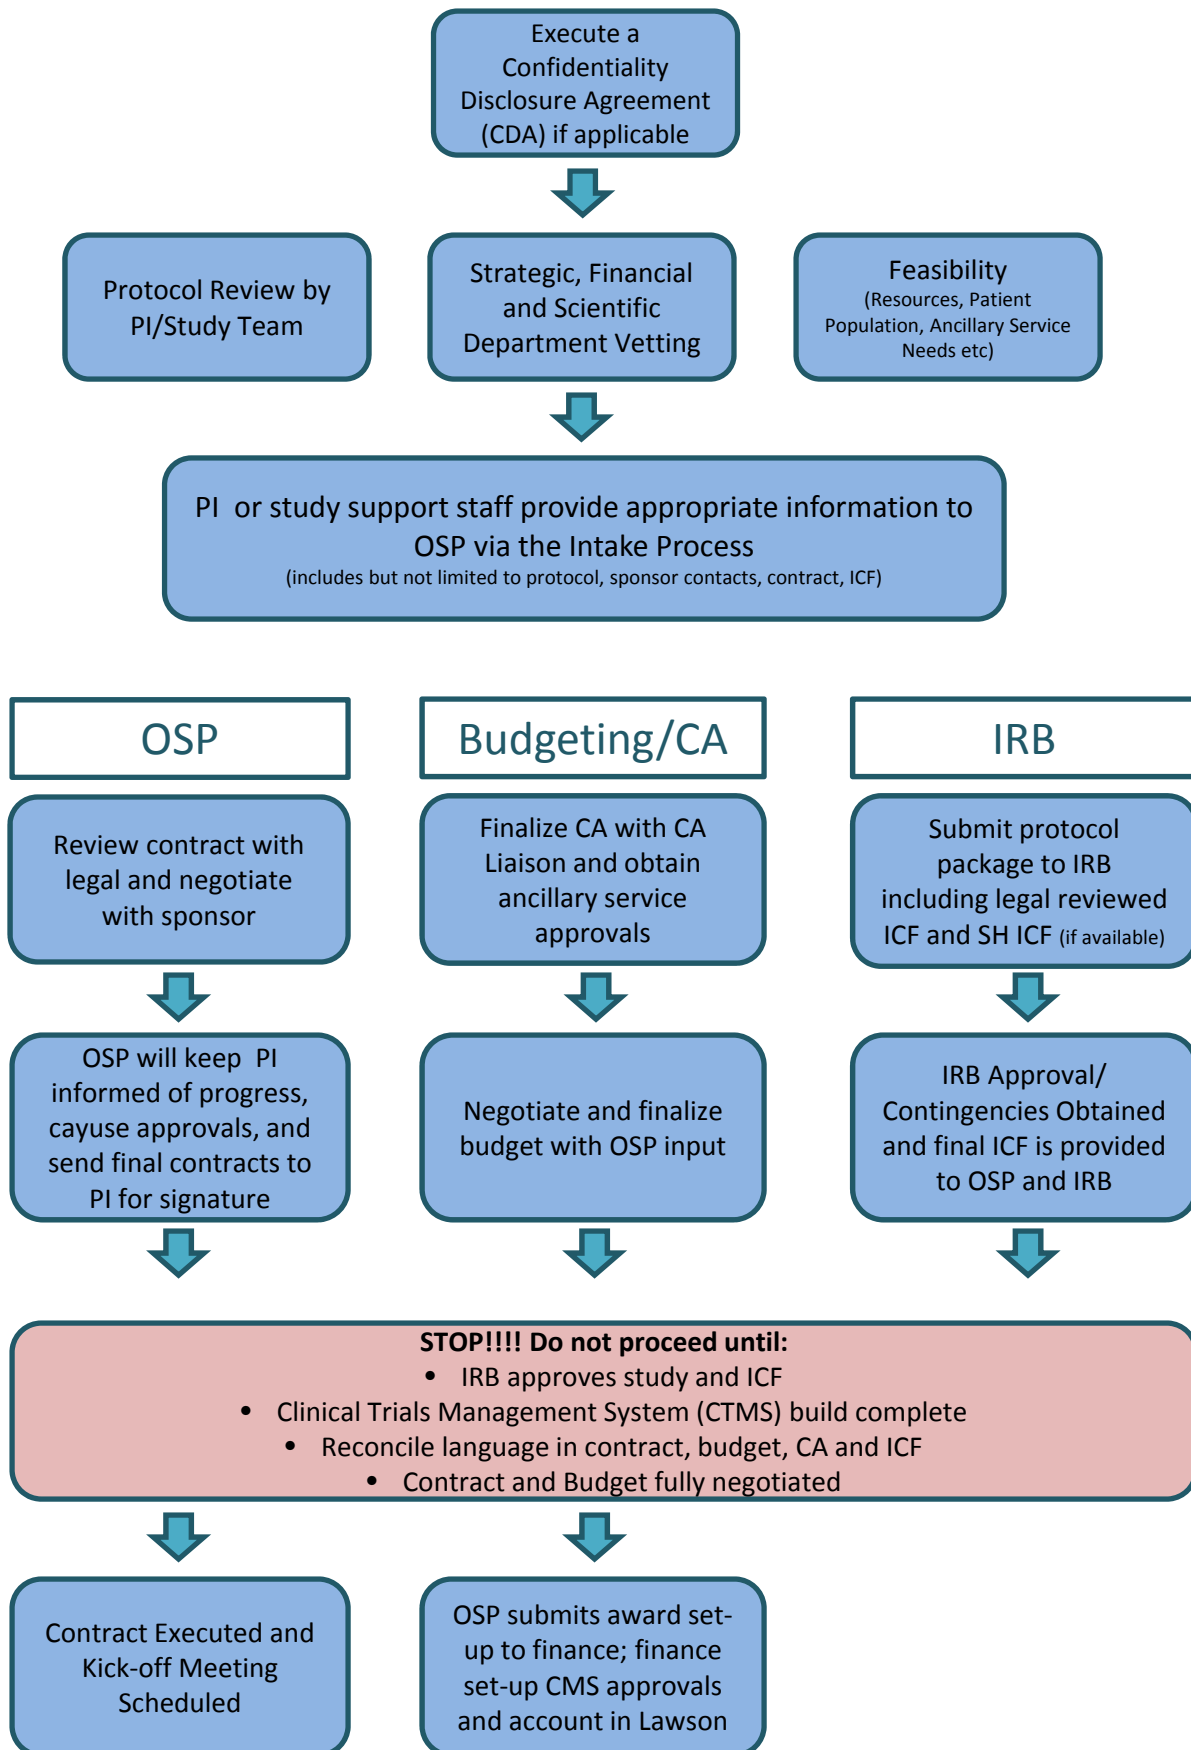 Execute a
Confidentiality
Disclosure Agreement
(CDA) if applicable
Protocol Review by
PI/Study Team
Strategic, Financial
and Scientific
Department Vetting
Feasibility
(Resources, Patient
Population, Ancillary Service
Needs etc)
PI or study support staff provide appropriate information to
OSP via the Intake Process
(includes but not limited to protocol, sponsor contacts, contract, ICF)
OSP
Budgeting/CA
IRB
Review contract with
legal and negotiate
with sponsor
Finalize CA with CA
Liaison and obtain
ancillary service
approvals
Submit protocol
package to IRB
including legal reviewed
ICF and SH ICF (if available)
OSP will keep PI
informed of progress,
cayuse approvals, and
send final contracts to
PI for signature
Negotiate and finalize
budget with OSP input
IRB Approval/
Contingencies Obtained
and final ICF is provided
to OSP and IRB
STOP!!!! Do not proceed until:
• IRB approves study and ICF
• Clinical Trials Management System (CTMS) build complete
• Reconcile language in contract, budget, CA and ICF
• Contract and Budget fully negotiated
Contract Executed and
Kick-off Meeting
Scheduled
OSP submits award set-
up to finance; finance
set-up CMS approvals
and account in Lawson